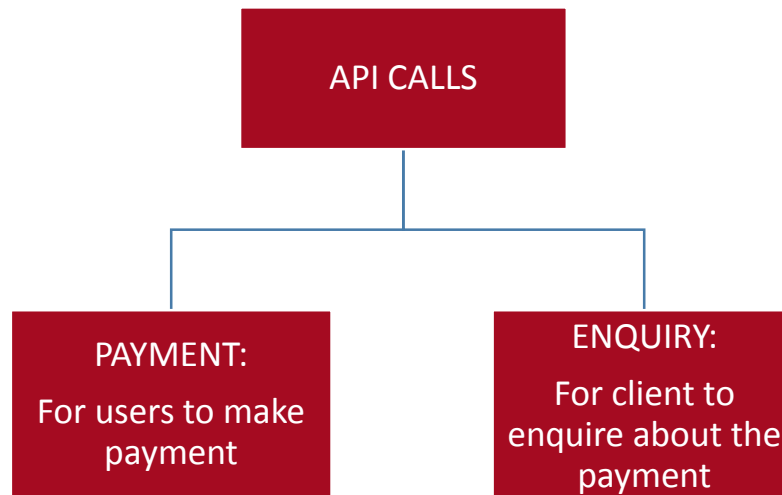 API CALLS
PAYMENT:
For users to make
payment
ENQUIRY:
For client to
enquire about the
payment